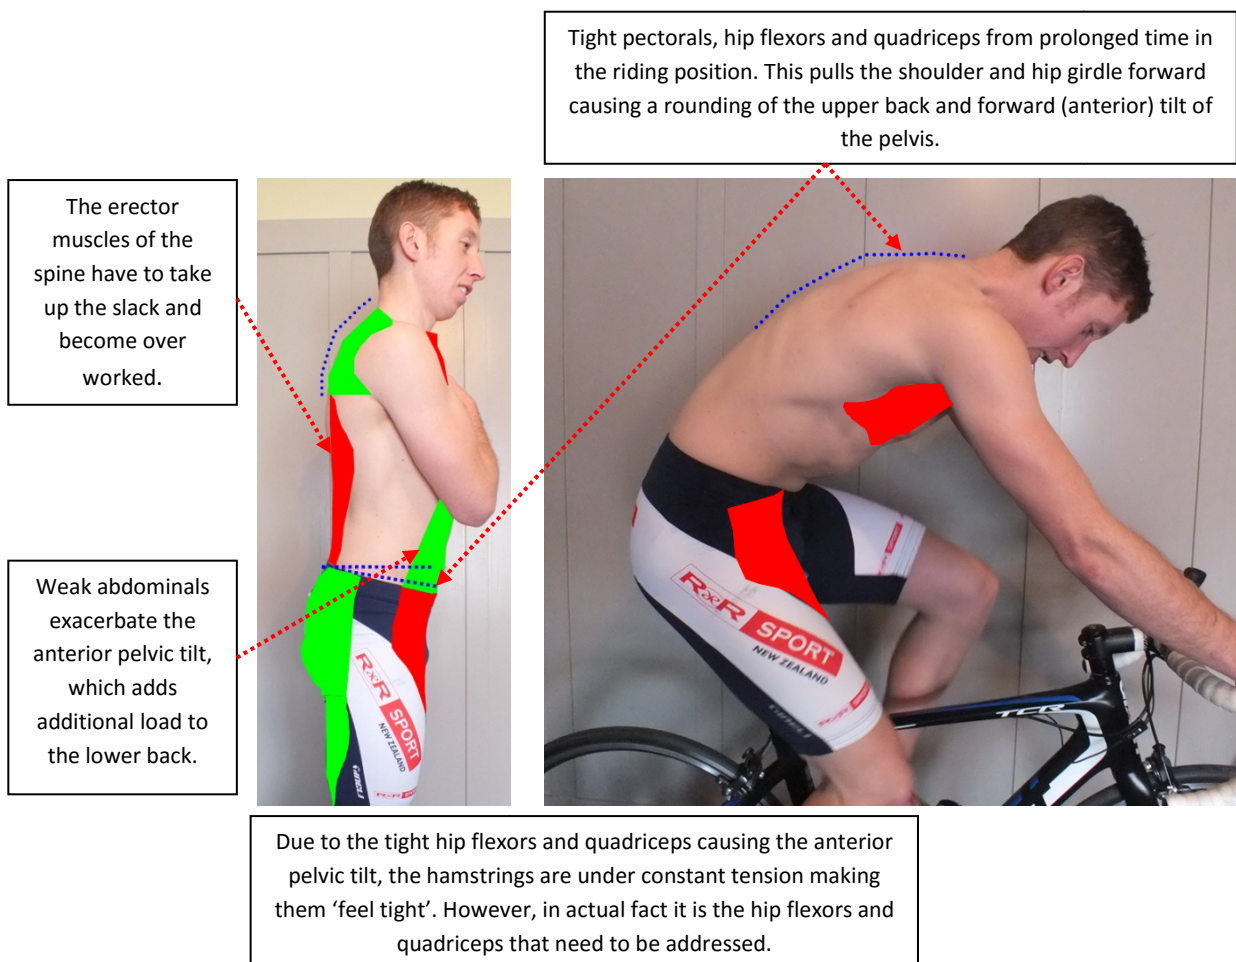 Tight pectorals, hip flexors and quadriceps from prolonged time in
the riding position. This pulls the shoulder and hip girdle forward
causing a rounding of the upper back and forward (anterior) tilt of
the pelvis.
The erector
muscles of the
spine have to take
up the slack and
become over
worked.
Weak abdominals
exacerbate the
anterior pelvic tilt,
which adds
additional load to
the lower back.
R&R
SPORT
NEW ZEALAND
R&R
SPORT
NEW ZEALAND
TCR
Due to the tight hip flexors and quadriceps causing the anterior
pelvic tilt, the hamstrings are under constant tension making
them ‘feel tight’. However, in actual fact it is the hip flexors and
quadriceps that need to be addressed.